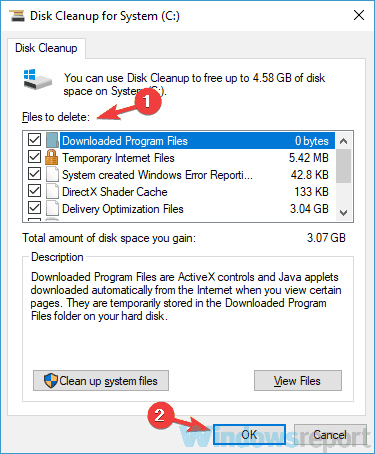 Disk Cleanup for System (C:)
Disk Cleanup
You can use Disk Cleanup to free up to 4.58 GB of disk
space on System (C:).
1
Files to delete:
Downloaded Program Files 0 bytes
Temporary Internet Files 5.42 MB
System created Windows Error Reporti... 42.8 KB
DirectX Shader Cache 133 KB
Delivery Optimization Files 3.04 GB
Total amount of disk space you gain: 3.07 GB
Description
Downloaded Program Files are ActiveX controls and Java applets
downloaded automatically from the Internet when you view certain
pages. They are temporarily stored in the Downloaded Program
Files folder on your hard disk.
Clean up system files View Files
2
OK Cancel
Windowsreport